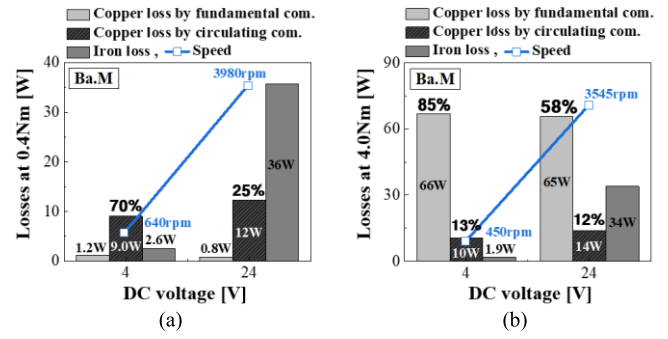 Copper loss by fundamental com.
Copper loss by circulating com.
Iron loss , Speed
Losses at 0.4Nm [W]
40
30
20
10
0
Ba.M
3980rpm
640rpm
70%
25%
36W
1.2W
9.0W
2.6W
0.8W
12W
4
24
DC voltage [V]
(a)
Copper loss by fundamental com.
Copper loss by circulating com.
Iron loss , Speed
Losses at 4.0Nm [W]
90
60
30
0
Ba.M
85%
58%
3545rpm
66W
65W
13%
450rpm
12%
34W
10W
1.9W
14W
4
24
DC voltage [V]
(b)